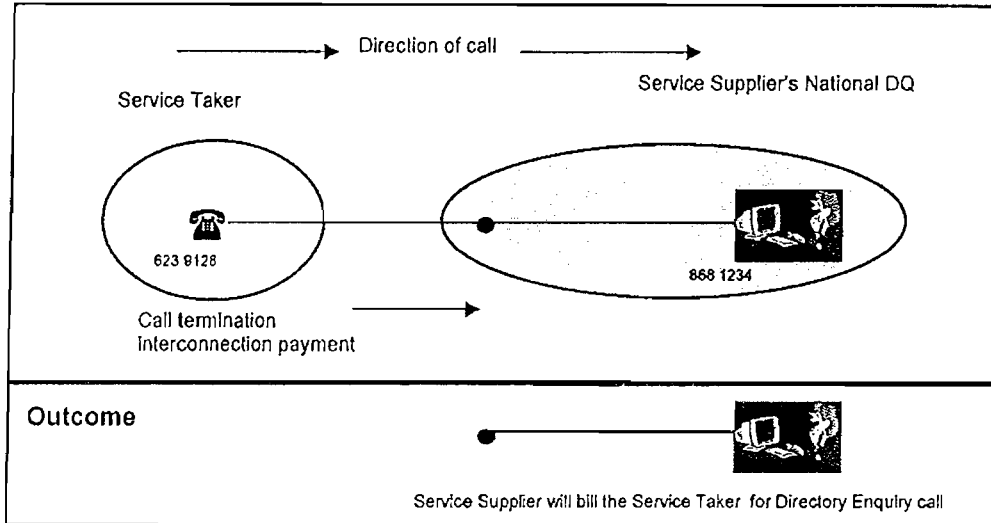 Direction of call
Service Supplier's National DQ
Service Taker
623 9128
868 1234
Call termination
interconnection payment
Outcome
Service Supplier will bill the Service Taker for Directory Enquiry call